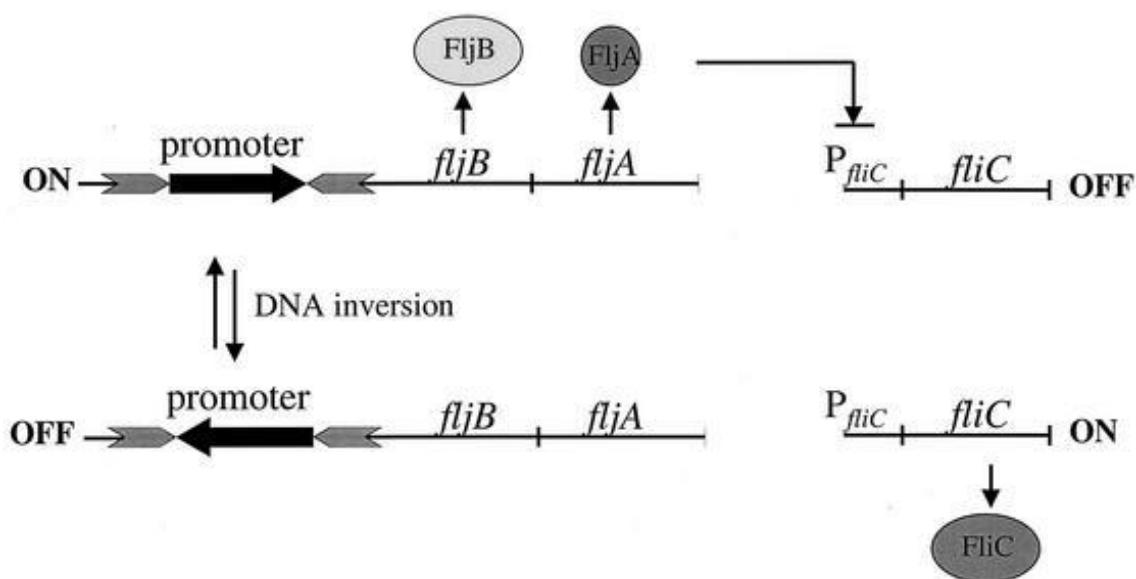 FljB FljA
promoter
ON fljB fljA PfliC fliC OFF
DNA inversion
promoter
OFF fljB fljA PfliC fliC ON
FliC